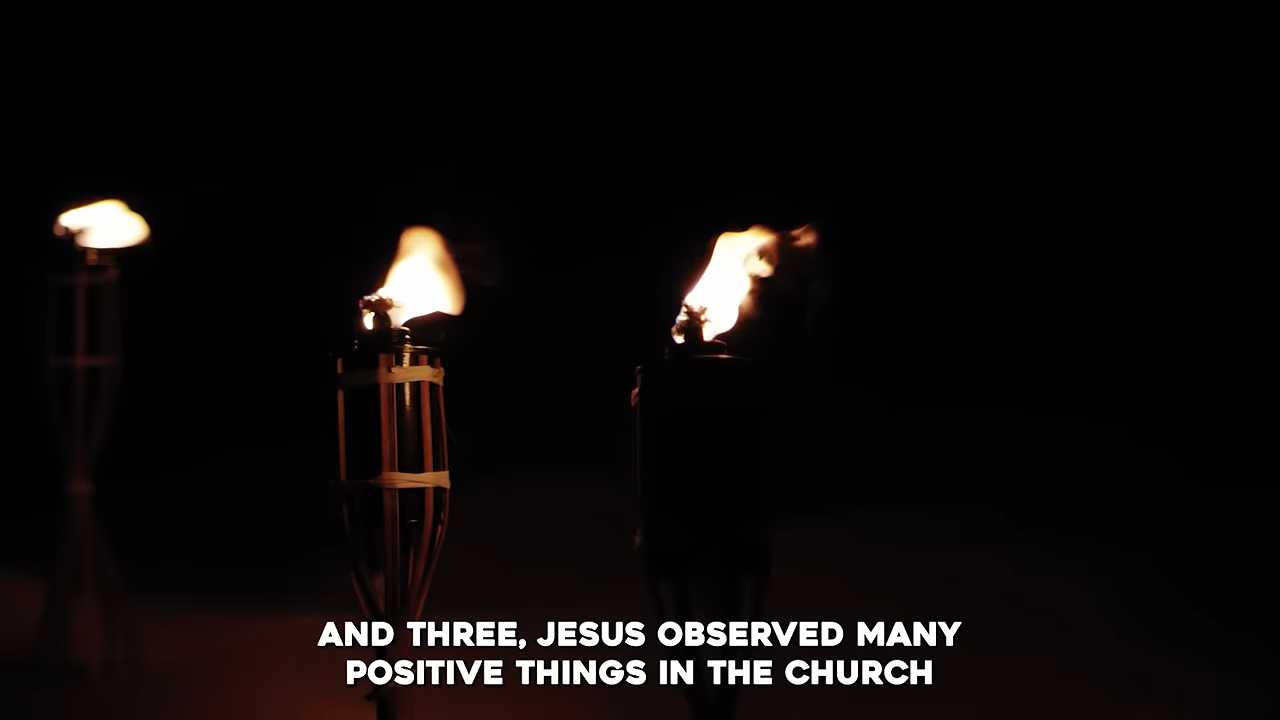 AND THREE, JESUS OBSERVED MANY
POSITIVE THINGS IN THE CHURCH